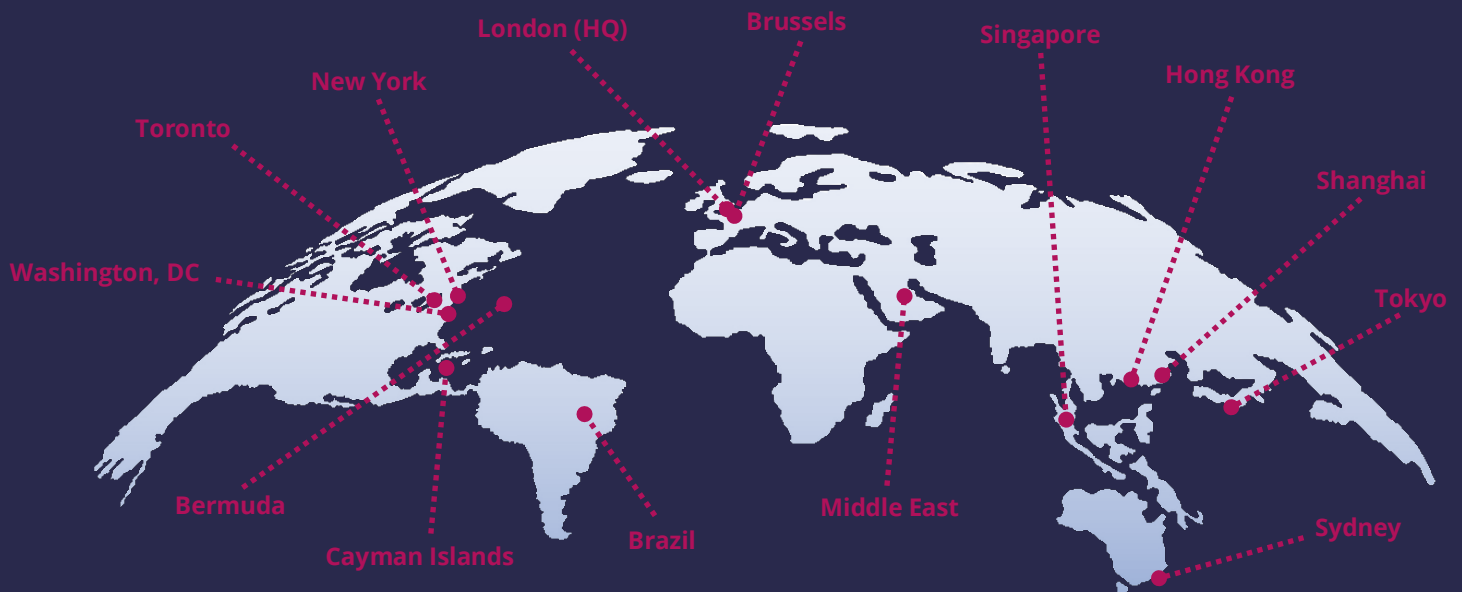 London (HQ)
Brussels
Singapore
Hong Kong
New York
Toronto
Shanghai
Washington, DC
Tokyo
Bermuda
Middle East
Sydney
Brazil
Cayman Islands